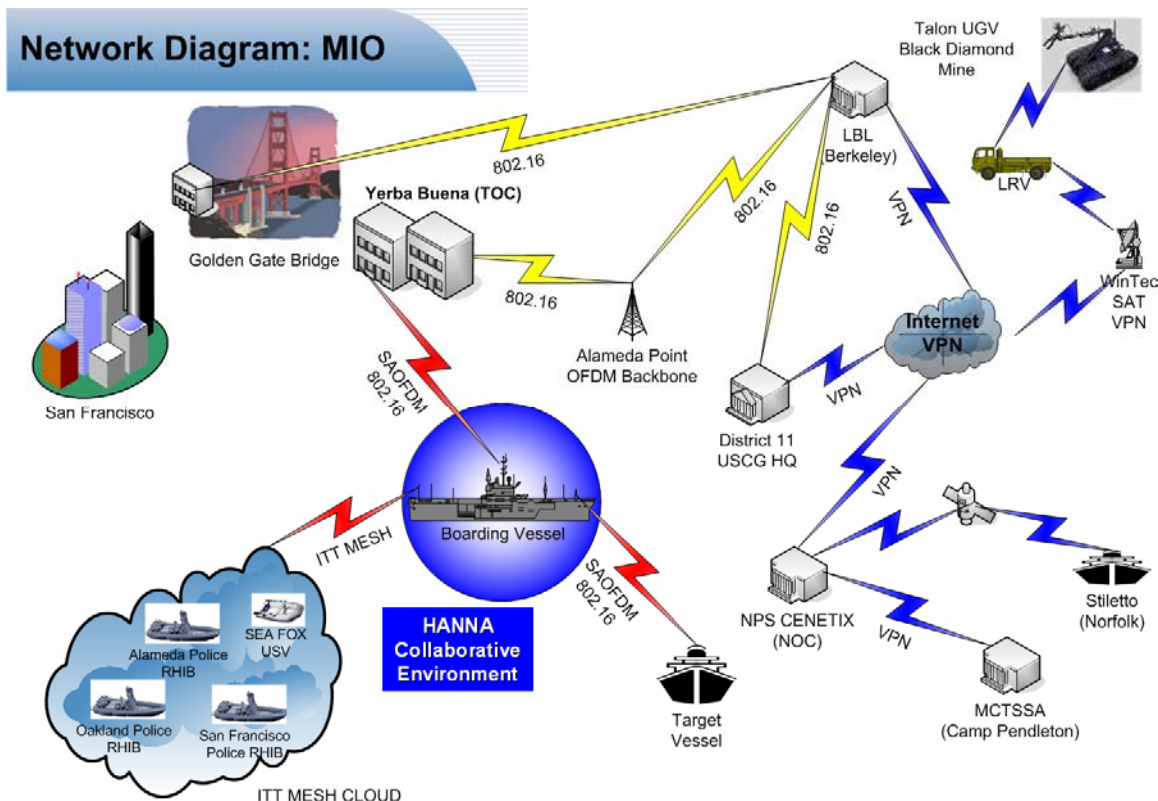 Network Diagram: MIO
Talon UGV
Black Diamond
Mine
LBL
(Berkeley)
LRV
802.16
Yerba Buena (TOC)
Golden Gate Bridge
802.16
802.16
802.16
VPN
WinTec
SAT
VPN
Internet
VPN
Alameda Point
OFDM Backbone
San Francisco
SAOFDM
802.16
VPN
District 11
USCG HQ
VPN
Boarding Vessel
ITT MESH
SAOFDM
802.16
NPS CENETIX
(NOC)
VPN
Stiletto
(Norfolk)
HANNA
Collaborative
Environment
SEA FOX
USV
Alameda Police
RHIB
Oakland Police
RHIB
San Francisco
Police RHIB
Target
Vessel
MCTSSA
(Camp Pendleton)
ITT MESH CLOUD